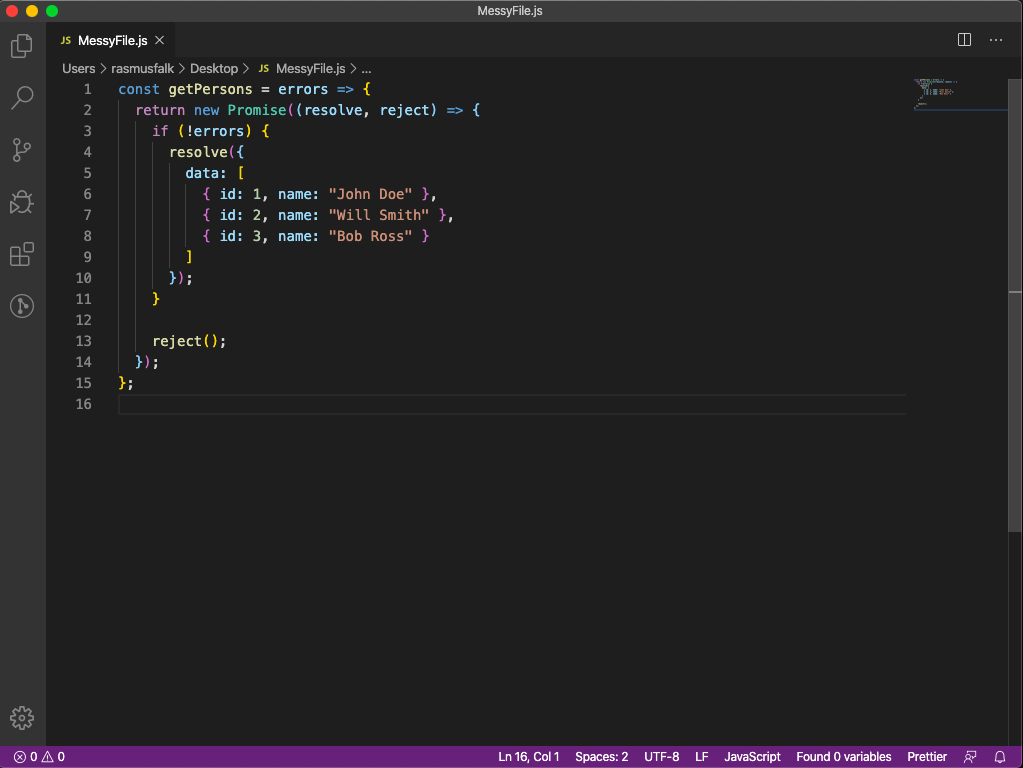 MessyFile.js
JS MessyFile.js
Users > rasmusfalk > Desktop > JS MessyFile.js > ...
1 const getPersons = errors => {
2 return new Promise((resolve, reject) => {
3 if (!errors) {
4 resolve({
5 data: [
6 { id: 1, name: "John Doe" },
7 { id: 2, name: "Will Smith" },
8 { id: 3, name: "Bob Ross" }
9 ]
10 });
11 }
12
13 reject();
14 });
15 };
16
0 0 Ln 16, Col 1 Spaces: 2 UTF-8 LF JavaScript Found 0 variables Prettier